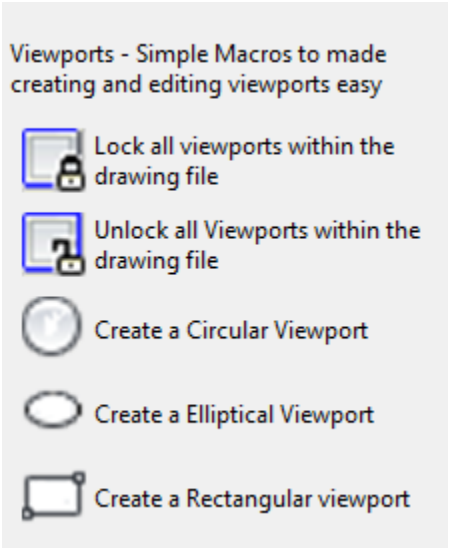 Viewports - Simple Macros to made
creating and editing viewports easy
Lock all viewports within the
drawing file
Unlock all Viewports within the
drawing file
Create a Circular Viewport
Create a Elliptical Viewport
Create a Rectangular viewport